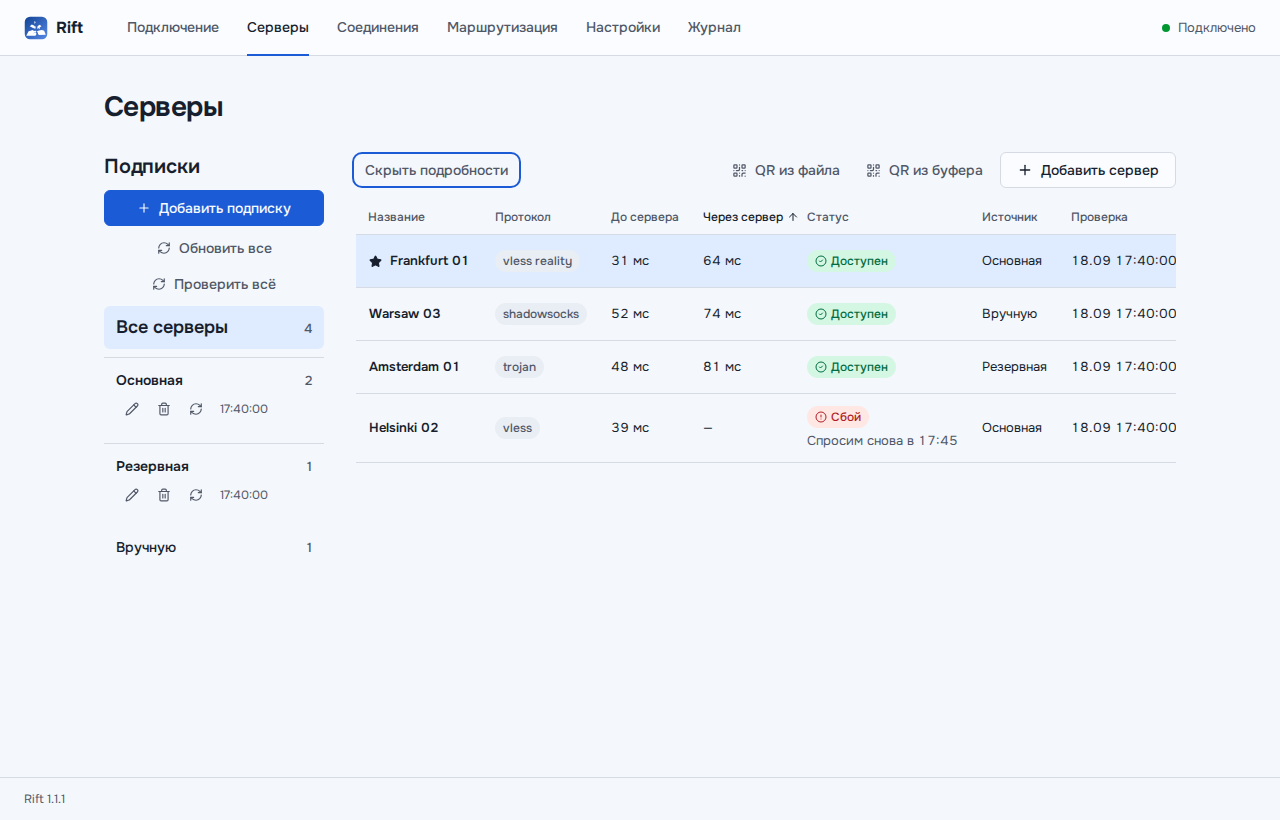 Rift
Подключение
Серверы
Соединения
Маршрутизация
Настройки
Журнал
Подключено
Серверы
Подписки
Добавить подписку
Обновить все
Проверить всё
Все серверы 4
Основная 2
17:40:00
Резервная 1
17:40:00
Вручную 1
Скрыть подробности
QR из файла
QR из буфера
Добавить сервер
Название Протокол До сервера Через сервер Статус Источник Проверка
Frankfurt 01 vless reality 31 мс 64 мс Доступен Основная 18.09 17:40:00
Warsaw 03 shadowsocks 52 мс 74 мс Доступен Вручную 18.09 17:40:00
Amsterdam 01 trojan 48 мс 81 мс Доступен Резервная 18.09 17:40:00
Helsinki 02 vless 39 мс – Сбой Основная 18.09 17:40:00
Спросим снова в 17:45
Rift 1.1.1